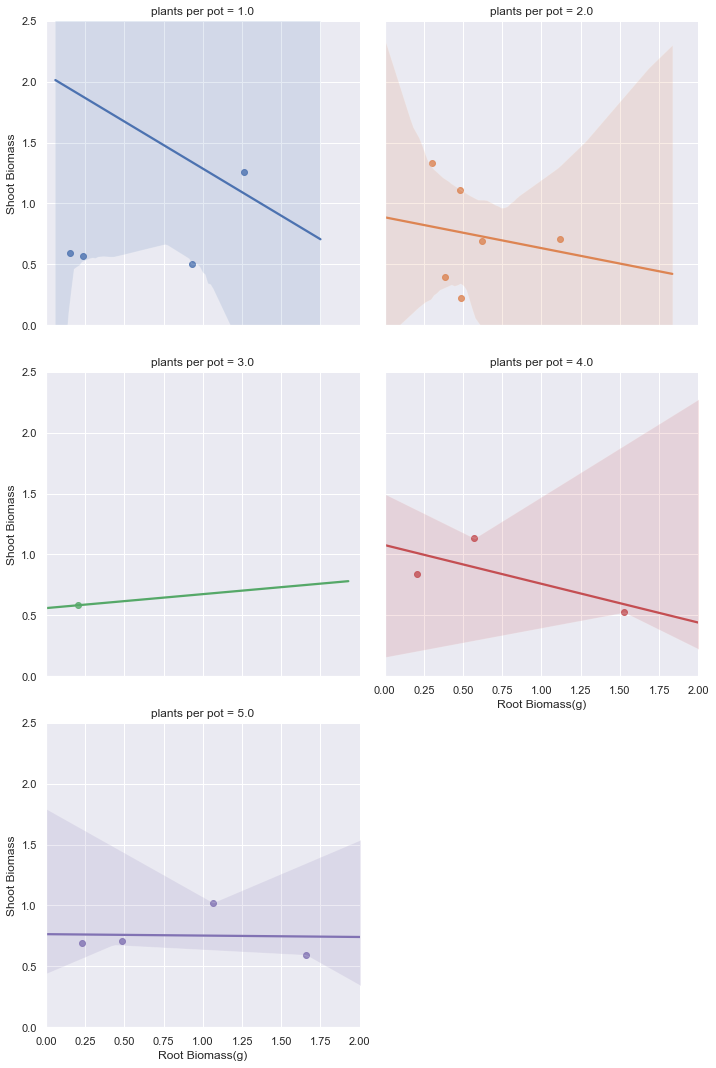 plants per pot = 1.0
plants per pot = 2.0
2.5
2.0
1.5
1.0
0.5
0.0
Shoot Biomass
plants per pot = 3.0
plants per pot = 4.0
2.5
2.0
1.5
1.0
0.5
0.0
Shoot Biomass
0.00 0.25 0.50 0.75 1.00 1.25 1.50 1.75 2.00
Root Biomass(g)
plants per pot = 5.0
2.5
2.0
1.5
1.0
0.5
0.0
Shoot Biomass
0.00 0.25 0.50 0.75 1.00 1.25 1.50 1.75 2.00
Root Biomass(g)